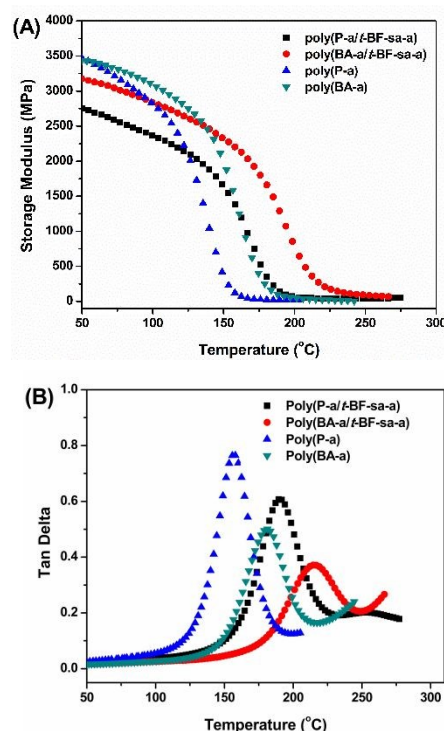 (A)
poly(P-a/t-BF-sa-a)
poly(BA-a/t-BF-sa-a)
poly(P-a)
poly(BA-a)
Storage Modulus (MPa)
4000
3500
3000
2500
2000
1500
1000
500
0
50 100 150 200 250 300
Temperature (°C)
(B)
Poly(P-a/t-BF-sa-a)
Poly(BA-a/t-BF-sa-a)
Poly(P-a)
Poly(BA-a)
Tan Delta
1.0
0.8
0.6
0.4
0.2
0.0
50 100 150 200 250 300
Temperature (°C)